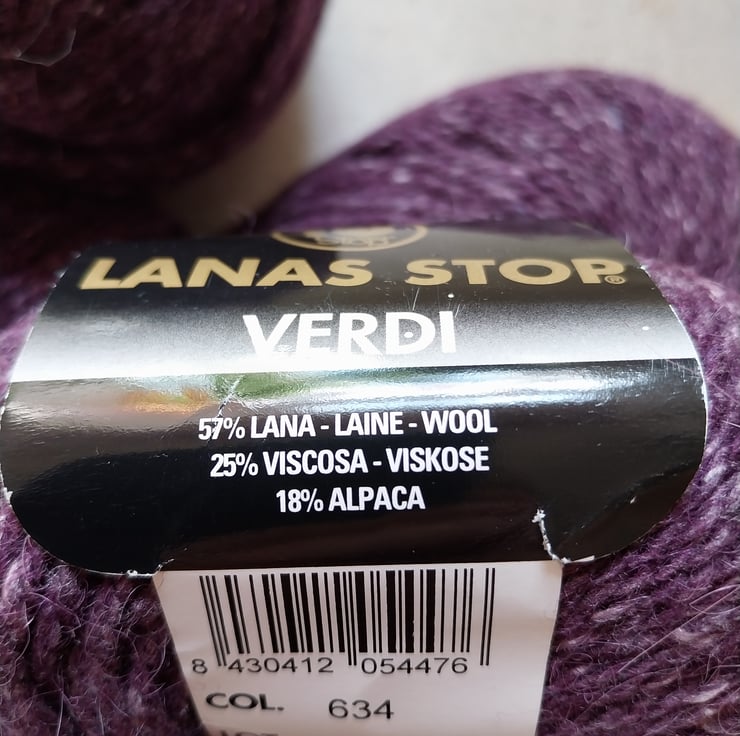 LANAS STOP®
VERDI
57% LANA - LAINE - WOOL
25% VISCOSA - VISKOSE
18% ALPACA
8 430412 054476
COL. 634